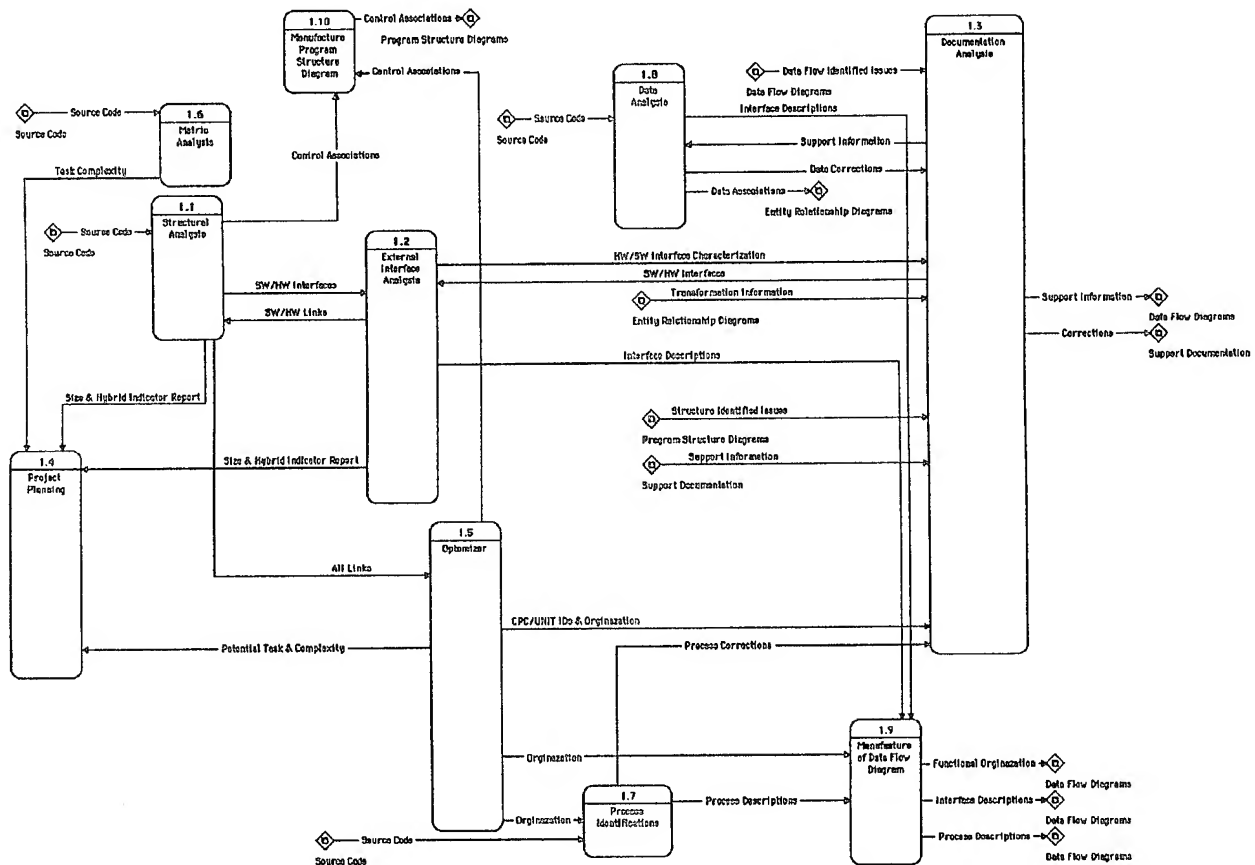 1.10
Manufacture
Program
Structure
Diagram
Control Associations
Program Structure Diagrams
Control Associations
1.3
Documentation
Analysis
1.8
Data
Analysis
Data Flow Identified Issues
Data Flow Diagrams
Interface Descriptions
Source Code
Source Code
Support Information
Data Corrections
Data Associations
Entity Relationship Diagrams
Source Code
Source Code
1.6
Metric
Analysis
Control Associations
Task Complexity
1.1
Structural
Analysis
Source Code
Source Code
1.2
External
Interface
Analysis
HW/SW Interface Characterization
SW/HW Interfaces
SW/HW Interfaces
Transformation Information
Entity Relationship Diagrams
SW/HW Links
Support Information
Data Flow Diagrams
Corrections
Support Documentation
Interface Descriptions
Size & Hybrid Indicator Report
Structure Identified Issues
Program Structure Diagrams
Support Information
Support Documentation
1.4
Project
Planning
Size & Hybrid Indicator Report
1.5
Optomizer
All Links
CPC/UNIT IDs & Orginazation
Potential Task & Complexity
Process Corrections
1.9
Manufacture
of Data Flow
Diagram
Orginazation
Functional Orginazation
Data Flow Diagrams
1.7
Process
Identifications
Process Descriptions
Interface Descriptions
Data Flow Diagrams
Orginazation
Source Code
Source Code
Process Descriptions
Data Flow Diagrams